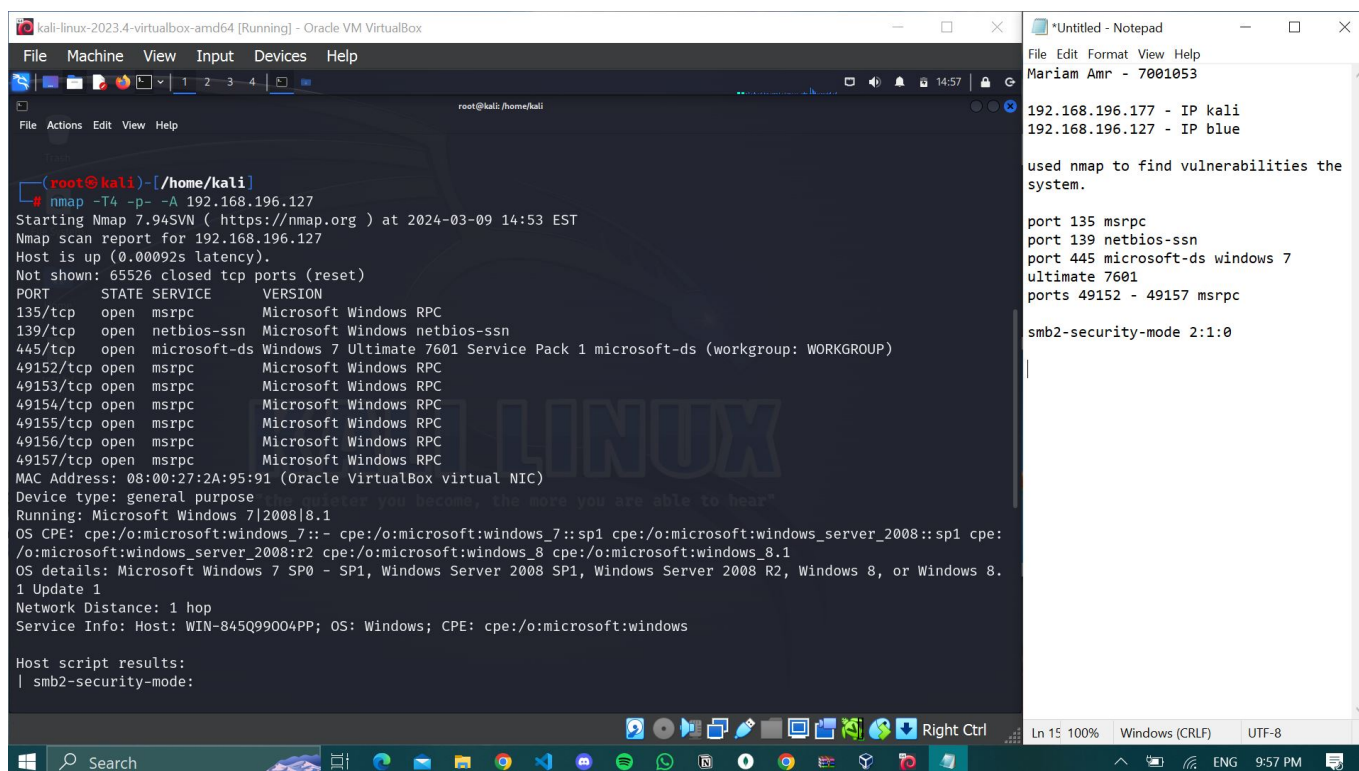 kali-linux-2023.4-virtualbox-amd64 [Running] - Oracle VM VirtualBox
File Machine View Input Devices Help
1 2 3 4
14:57
root@kali: /home/kali
File Actions Edit View Help
Trash
(root㉿kali)-[/home/kali]
# nmap -T4 -p- -A 192.168.196.127
Starting Nmap 7.94SVN ( https://nmap.org ) at 2024-03-09 14:53 EST
Nmap scan report for 192.168.196.127
Host is up (0.00092s latency).
Not shown: 65526 closed tcp ports (reset)
PORT STATE SERVICE VERSION
135/tcp open msrpc Microsoft Windows RPC
139/tcp open netbios-ssn Microsoft Windows netbios-ssn
445/tcp open microsoft-ds Windows 7 Ultimate 7601 Service Pack 1 microsoft-ds (workgroup: WORKGROUP)
49152/tcp open msrpc Microsoft Windows RPC
49153/tcp open msrpc Microsoft Windows RPC
49154/tcp open msrpc Microsoft Windows RPC
49155/tcp open msrpc Microsoft Windows RPC
49156/tcp open msrpc Microsoft Windows RPC
49157/tcp open msrpc Microsoft Windows RPC
MAC Address: 08:00:27:2A:95:91 (Oracle VirtualBox virtual NIC)
Device type: general purpose
Running: Microsoft Windows 7|2008|8.1
OS CPE: cpe:/o:microsoft:windows_7::- cpe:/o:microsoft:windows_7::sp1 cpe:/o:microsoft:windows_server_2008::sp1 cpe:
/o:microsoft:windows_server_2008:r2 cpe:/o:microsoft:windows_8 cpe:/o:microsoft:windows_8.1
OS details: Microsoft Windows 7 SP0 - SP1, Windows Server 2008 SP1, Windows Server 2008 R2, Windows 8, or Windows 8.
1 Update 1
Network Distance: 1 hop
Service Info: Host: WIN-845Q99OO4PP; OS: Windows; CPE: cpe:/o:microsoft:windows
Host script results:
| smb2-security-mode:
KALI LINUX
"the quieter you become, the more you are able to hear"
Right Ctrl
*Untitled - Notepad
File Edit Format View Help
Mariam Amr - 7001053
192.168.196.177 - IP kali
192.168.196.127 - IP blue
used nmap to find vulnerabilities the
system.
port 135 msrpc
port 139 netbios-ssn
port 445 microsoft-ds windows 7
ultimate 7601
ports 49152 - 49157 msrpc
smb2-security-mode 2:1:0
Ln 15 100% Windows (CRLF) UTF-8
Search
ENG 9:57 PM